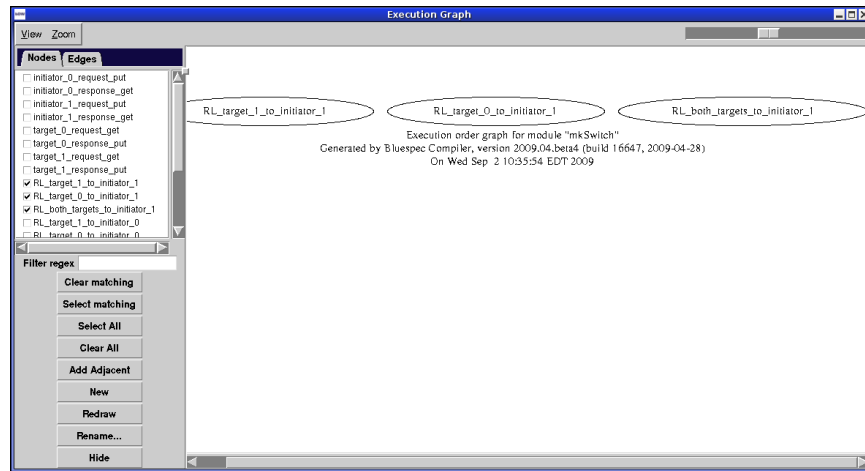 Execution Graph
View Zoom
Nodes Edges
initiator_0_request_put
initiator_0_response_get
initiator_1_request_put
initiator_1_response_get
target_0_request_get
target_0_response_put
target_1_request_get
target_1_response_put
RL_target_1_to_initiator_1
RL_target_0_to_initiator_1
RL_both_targets_to_initiator_1
RL_target_1_to_initiator_0
RL_target_0_to_initiator_0
Filter regex
Clear matching
Select matching
Select All
Clear All
Add Adjacent
New
Redraw
Rename...
Hide
RL_target_1_to_initiator_1 RL_target_0_to_initiator_1 RL_both_targets_to_initiator_1
Execution order graph for module "mkSwitch"
Generated by Bluespec Compiler, version 2009.04.beta4 (build 16647, 2009-04-28)
On Wed Sep 2 10:35:54 EDT 2009